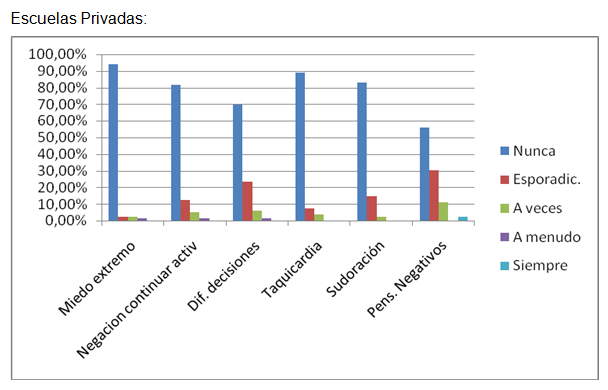 Escuelas Privadas:
100,00%
90,00%
80,00%
70,00%
60,00%
50,00%
40,00%
30,00%
20,00%
10,00%
0,00%
Miedo extremo
Negacion continuar activ
Dif. decisiones
Taquicardia
Sudoración
Pens. Negativos
Nunca
Esporadic.
A veces
A menudo
Siempre